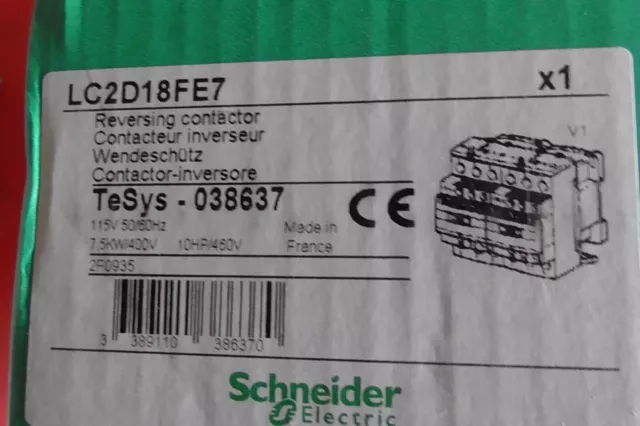 LC2D18FE7 x1
Reversing contactor
Contacteur inverseur
Wendeschütz
Contactor-inversore
TeSys - 038637 CE
115V 50/60Hz Made in
7,5KW/400V 10HP/460V France
2F0935
V1
3 389110 386370
Schneider
Electric